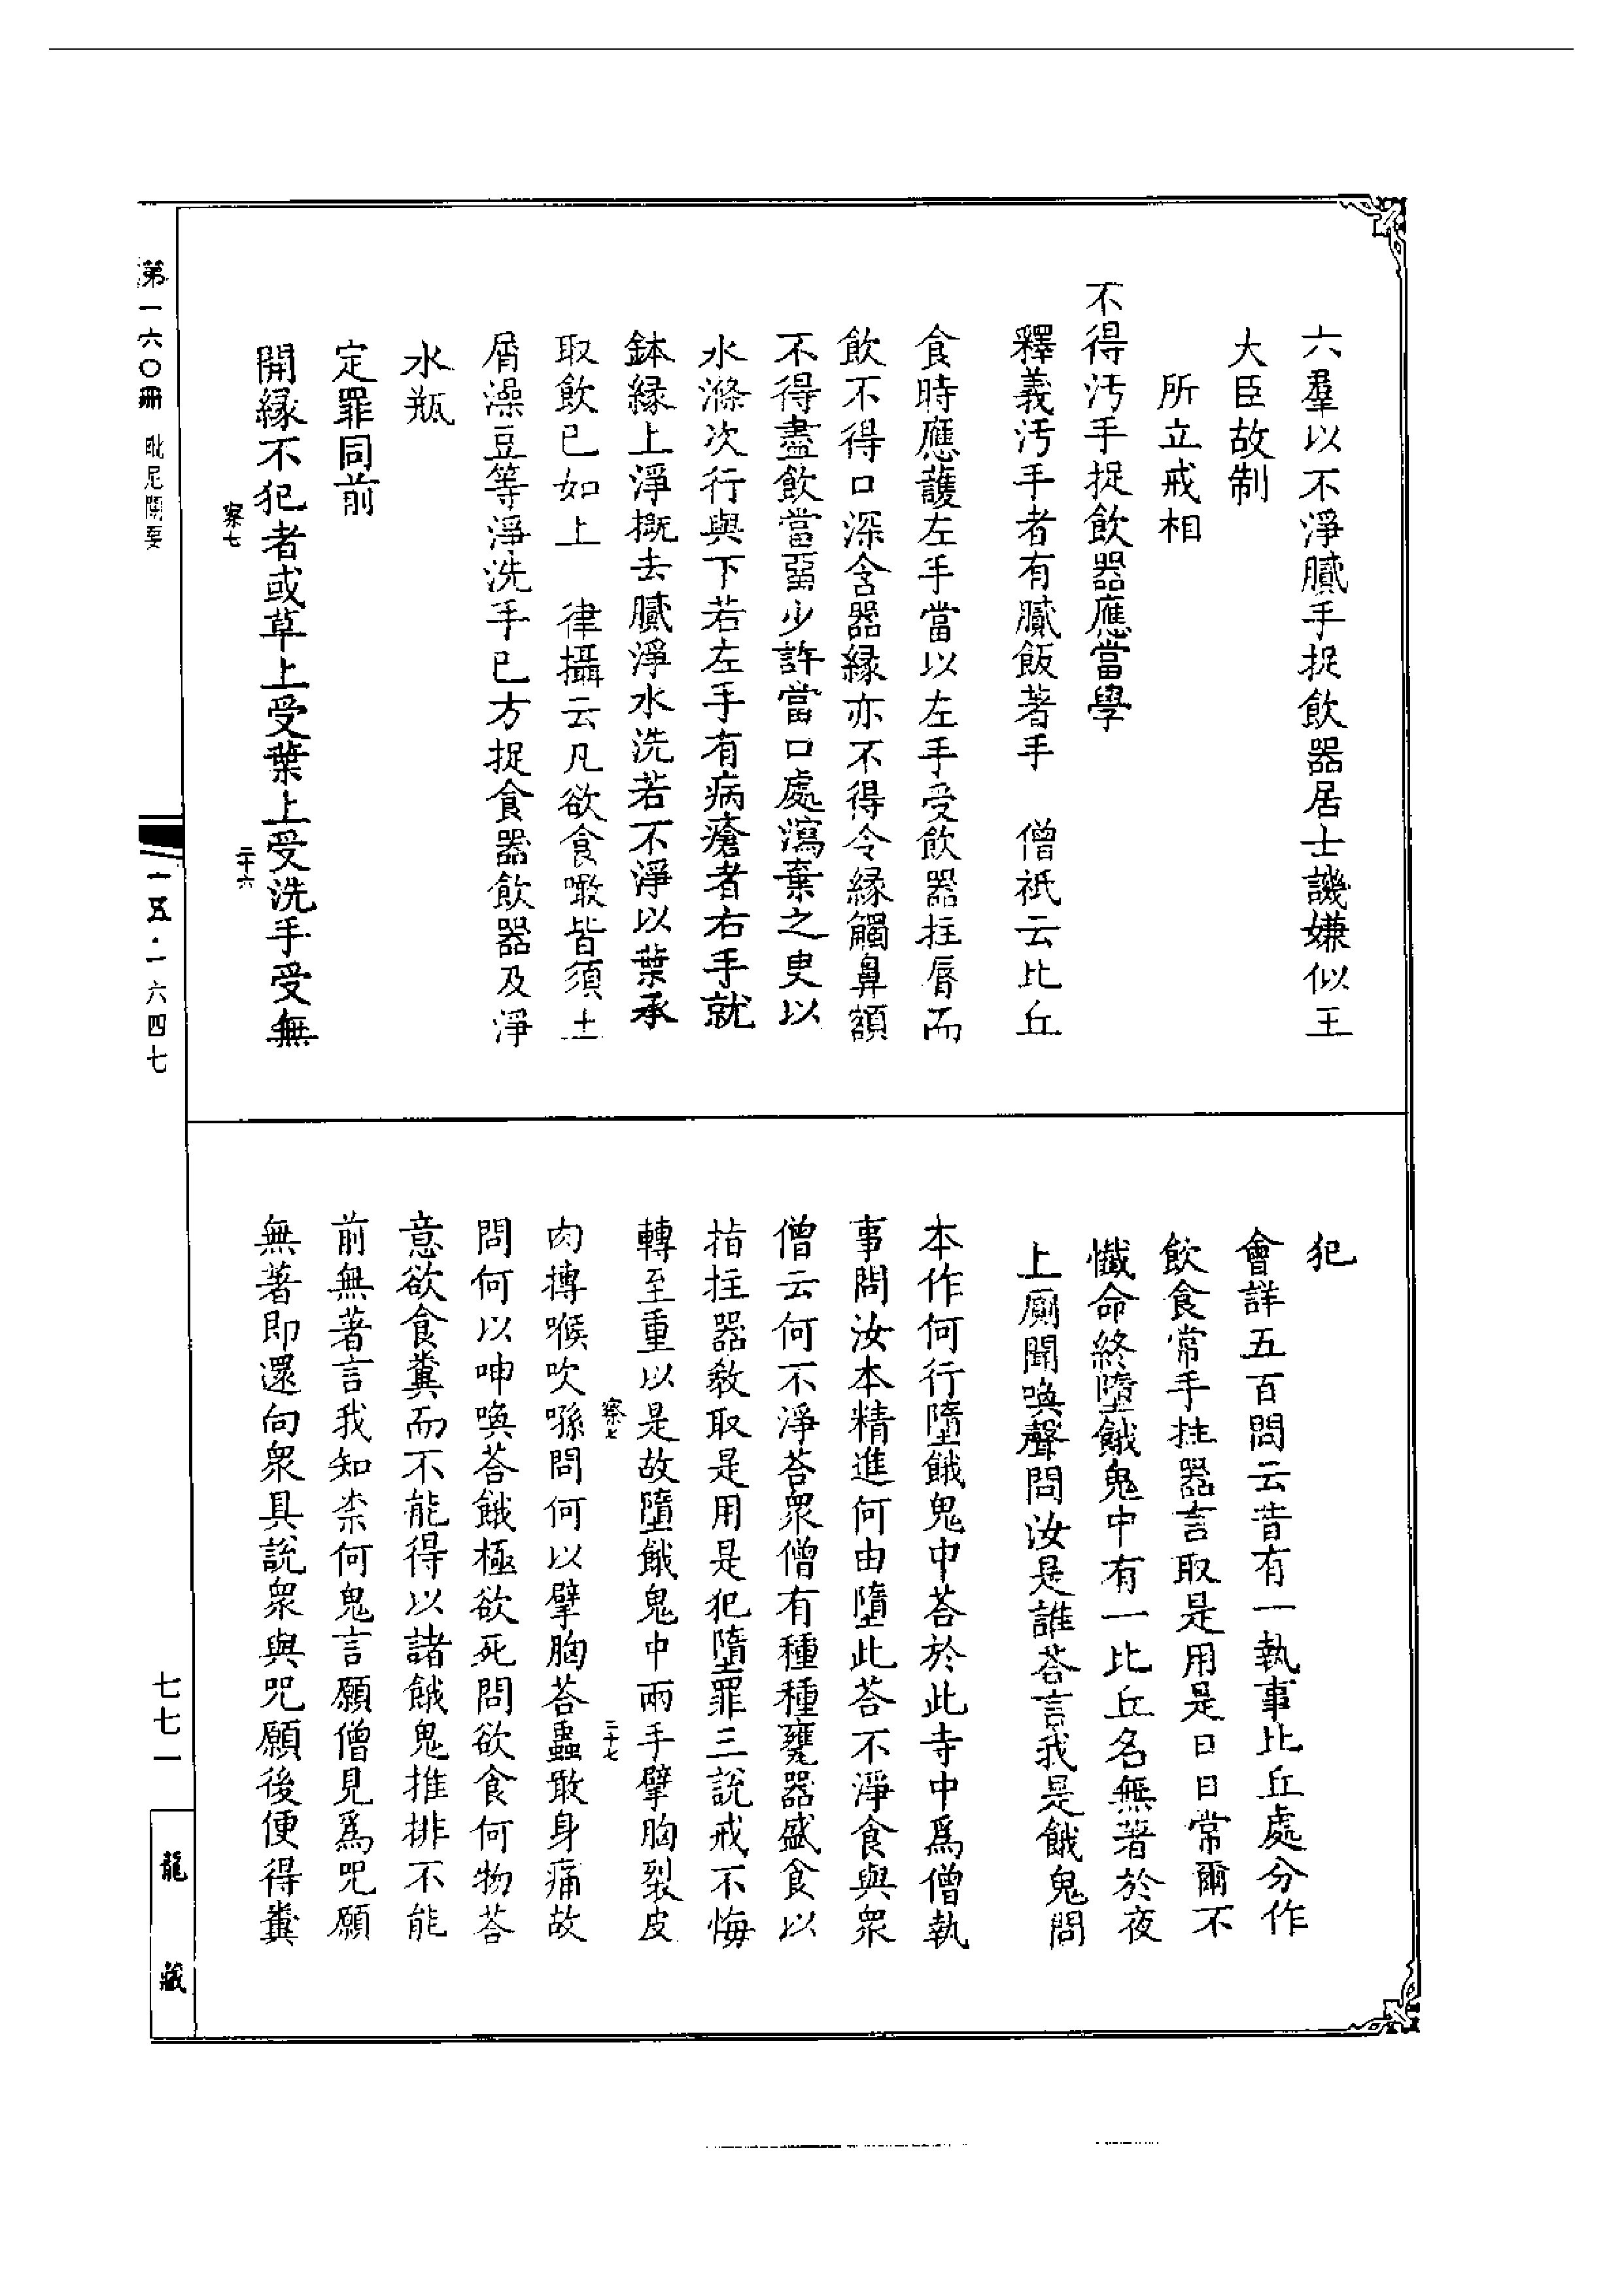 六羣以不淨膩手捉飲器居士譏嫌似王
大臣故制
所立戒相
不得污手捉飲器應當學
釋義污手者有膩飯著手　僧祇云比丘
食時應護左手當以左手受飲器拄脣而
飲不得口深含器緣亦不得令緣觸鼻額
不得盡飲當留少許當口處瀉棄之更以
水滌次行與下若左手有病瘡者右手就
鉢緣上淨摡去膩淨水洗若不淨以葉承
取飲已如上　律攝云凡欲食噉皆須土
屑澡豆等淨洗手已方捉食器飲器及淨
水瓶
定罪同前
開緣不犯者或草上受葉上受洗手受無
察七
二十六
犯
會詳五百問云昔有一執事比丘處分作
飲食常手拄器言取是用是日日常爾不
懺命終墮餓鬼中有一比丘名無著於夜
上廁聞喚聲問汝是誰荅言我是餓鬼問
本作何行墮餓鬼中荅於此寺中爲僧執
事問汝本精進何由墮此荅不淨食與衆
僧云何不淨荅衆僧有種種甕器盛食以
指拄器敎取是用是犯墮罪三說戒不悔
轉至重以是故墮餓鬼中兩手擘胸裂皮
察七
二十七
肉摶喉吹㗭問何以擘胸荅蟲噉身痛故
問何以呻喚荅餓極欲死問欲食何物荅
意欲食糞而不能得以諸餓鬼推排不能
前無著言我知柰何鬼言願僧見爲咒願
無著即還向衆具說衆與咒願後便得糞
第一六〇冊　毗尼關要
一五・一六四七
七七一
龍藏